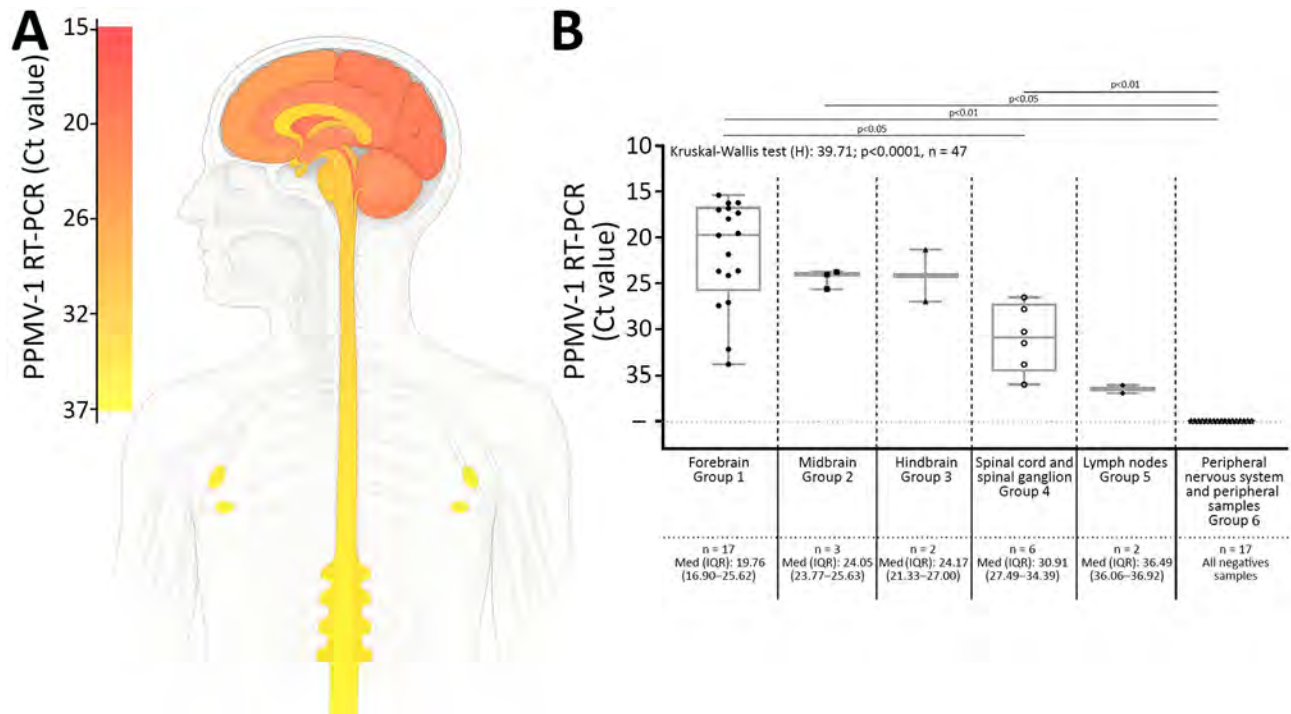 A
PPMV-1 RT-PCR (Ct value)
15
20
26
32
37
B
p<0.01
p<0.05
p<0.01
p<0.05
Kruskal-Wallis test (H): 39.71; p<0.0001, n = 47
PPMV-1 RT-PCR
(Ct value)
10
15
20
25
30
35
–
Forebrain
Group 1
Midbrain
Group 2
Hindbrain
Group 3
Spinal cord and
spinal ganglion
Group 4
Lymph nodes
Group 5
Peripheral
nervous system
and peripheral
samples
Group 6
n = 17
Med (IQR): 19.76
(16.90–25.62)
n = 3
Med (IQR): 24.05
(23.77–25.63)
n = 2
Med (IQR): 24.17
(21.33–27.00)
n = 6
Med (IQR): 30.91
(27.49–34.39)
n = 2
Med (IQR): 36.49
(36.06–36.92)
n = 17
All negatives
samples